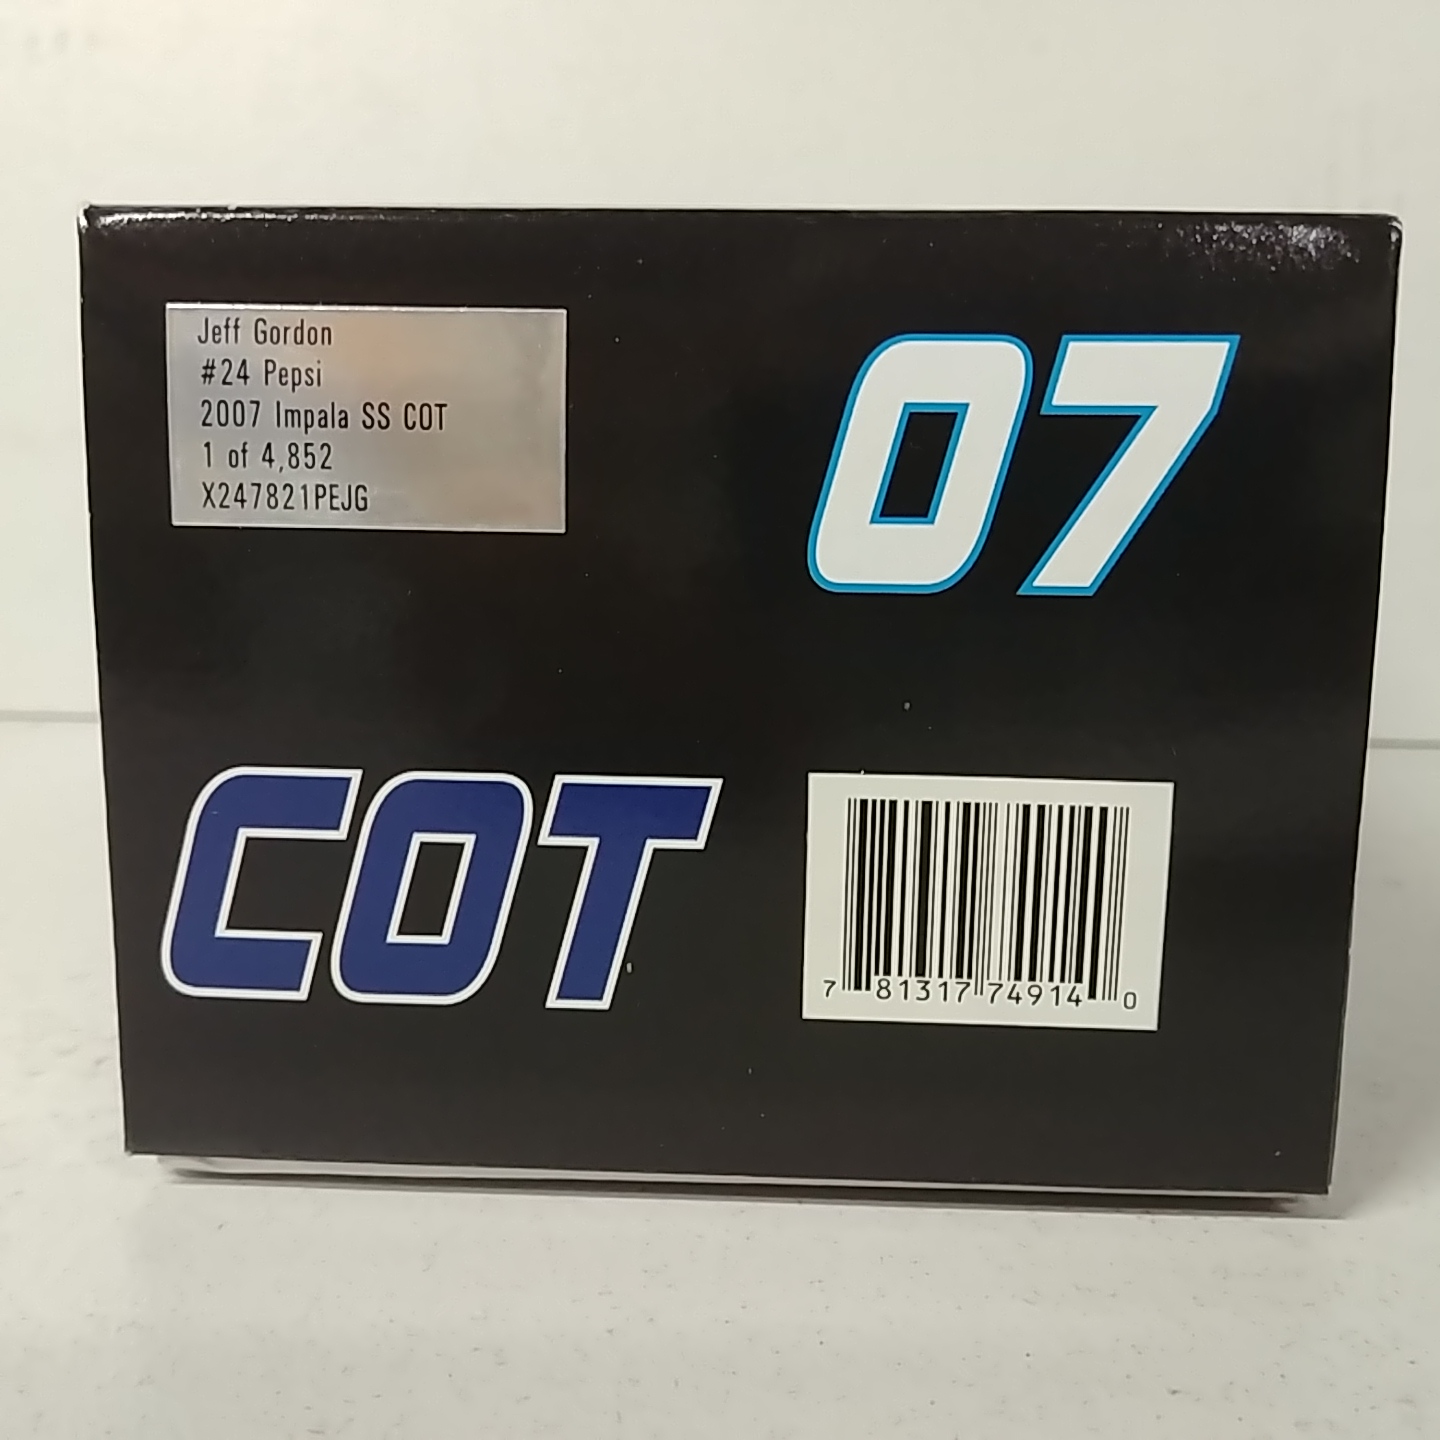 Jeff Gordon
#24 Pepsi
2007 Impala SS COT
1 of 4,852
X247821PEJG
07
COT
7 81317 74914 0